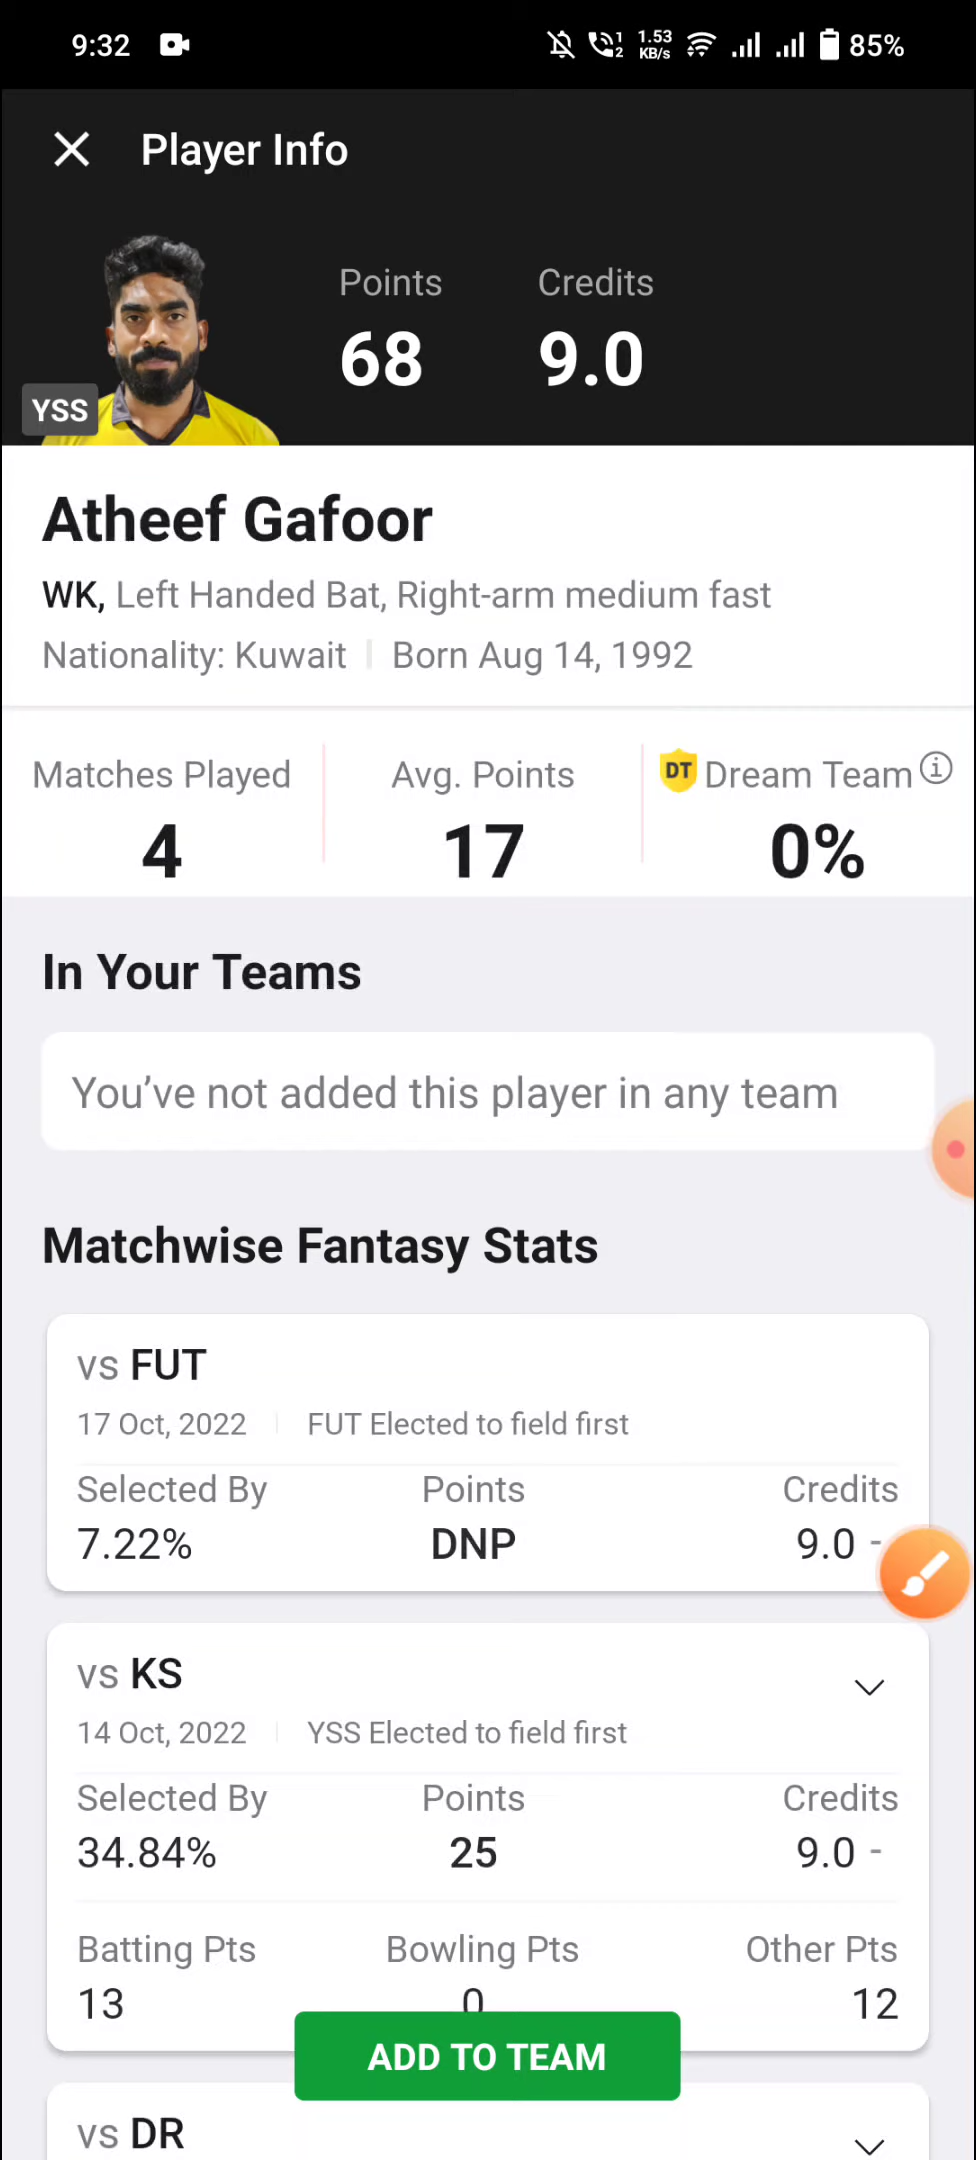 9:32 1 2 1.53 KB/s 85%
Player Info
Points Credits
68 9.0
YSS
Atheef Gafoor
WK, Left Handed Bat, Right-arm medium fast
Nationality: Kuwait Born Aug 14, 1992
Matches Played Avg. Points DT Dream Team
4 17 0%
In Your Teams
You’ve not added this player in any team
Matchwise Fantasy Stats
vs FUT
17 Oct, 2022 FUT Elected to field first
Selected By Points Credits
7.22% DNP 9.0 -
vs KS
14 Oct, 2022 YSS Elected to field first
Selected By Points Credits
34.84% 25 9.0 -
Batting Pts Bowling Pts Other Pts
13 0 12
ADD TO TEAM
vs DR